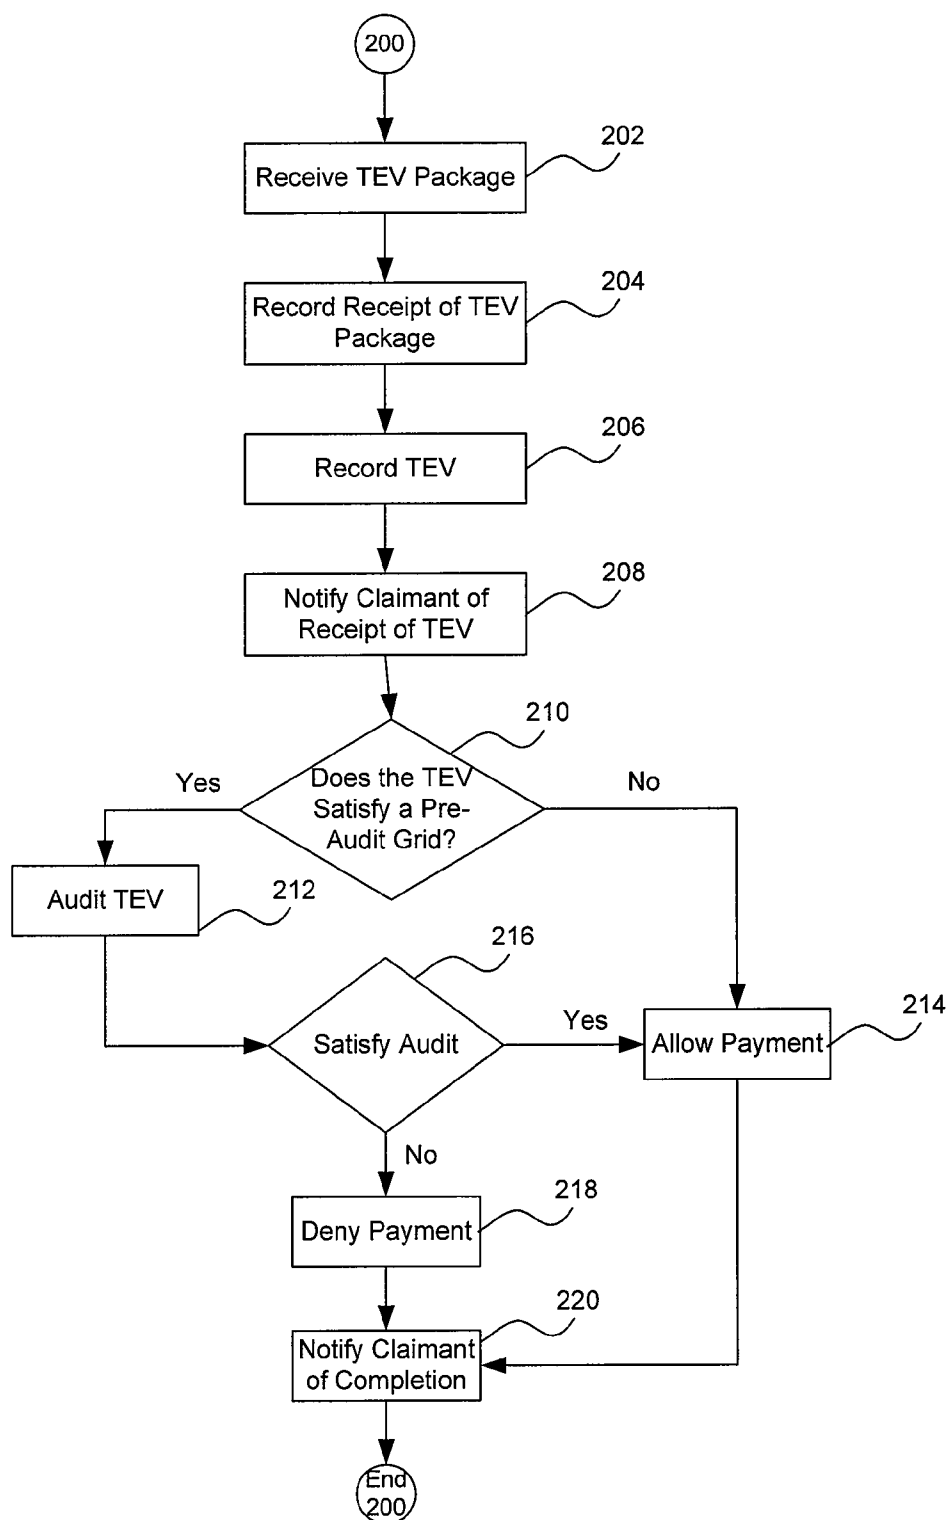 200
202
Receive TEV Package
204
Record Receipt of TEV
Package
206
Record TEV
208
Notify Claimant of
Receipt of TEV
210
Yes
Does the TEV
Satisfy a Pre-
Audit Grid?
No
Audit TEV
212
216
Satisfy Audit
Yes
214
Allow Payment
No
218
Deny Payment
220
Notify Claimant
of Completion
End
200